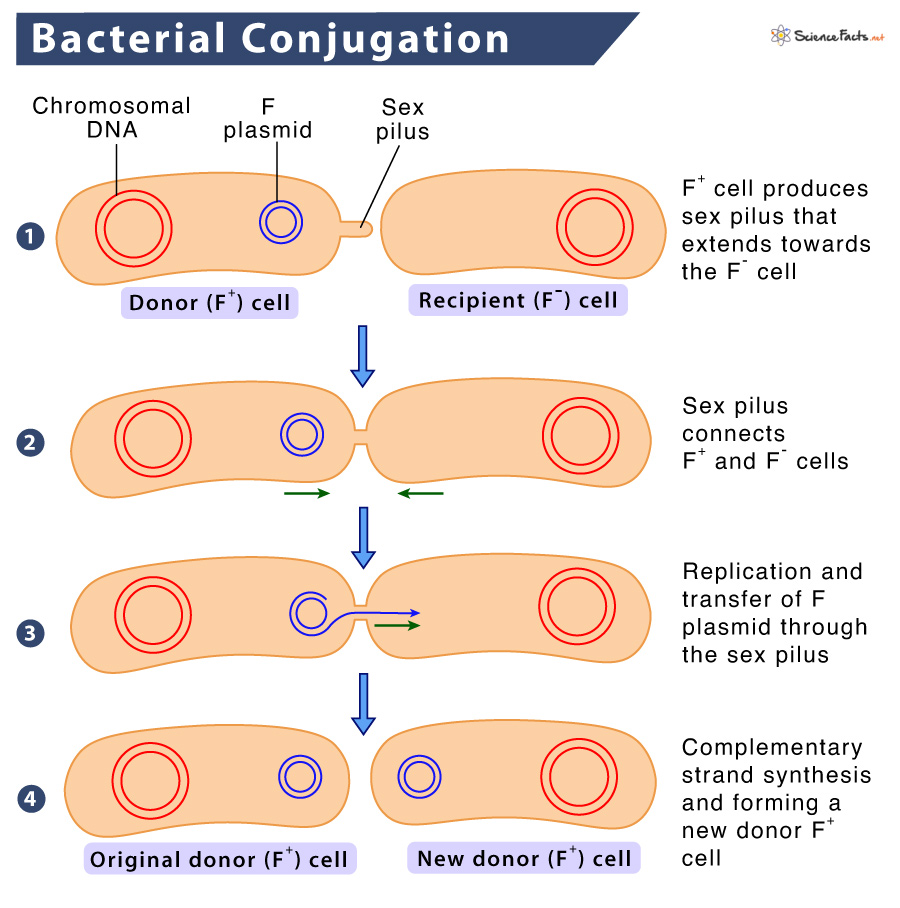 Bacterial Conjugation
ScienceFacts.net
Chromosomal
DNA
F
plasmid
Sex
pilus
1
F⁺ cell produces
sex pilus that
extends towards
the F⁻ cell
Donor (F⁺) cell
Recipient (F⁻) cell
2
Sex pilus
connects
F⁺ and F⁻ cells
3
Replication and
transfer of F
plasmid through
the sex pilus
4
Complementary
strand synthesis
and forming a
new donor F⁺
cell
Original donor (F⁺) cell
New donor (F⁺) cell